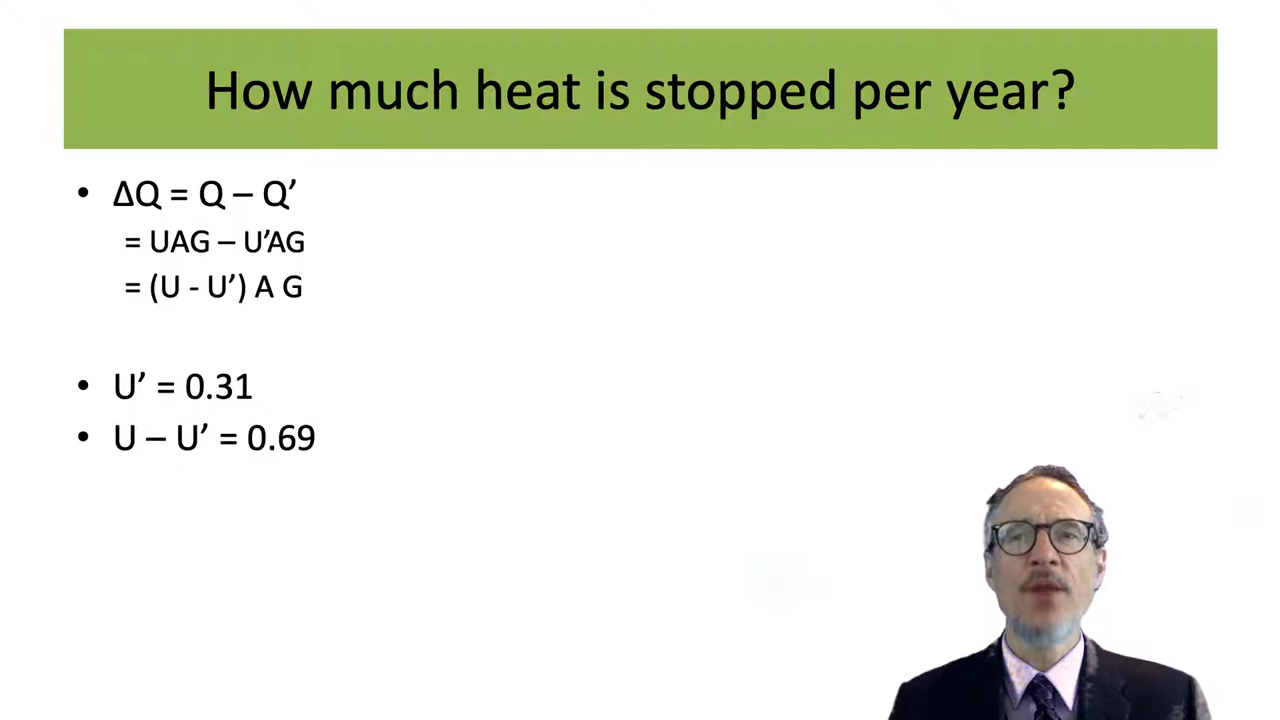 How much heat is stopped per year?
• ΔQ = Q – Q’
= UAG – U’AG
= (U - U’) A G
• U’ = 0.31
• U – U’ = 0.69